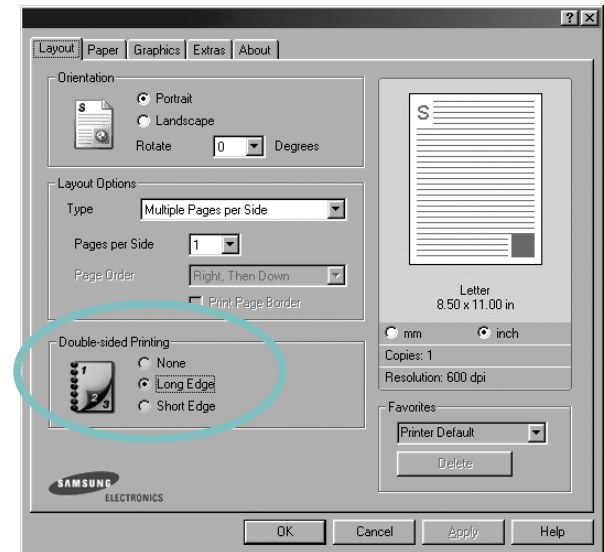 ? X
Layout Paper Graphics Extras About
Orientation
S
Portrait
Landscape
Rotate 0 Degrees
Layout Options
Type Multiple Pages per Side
Pages per Side 1
Page Order Right, Then Down
Print Page Border
Double-sided Printing
1
2
3
None
Long Edge
Short Edge
SAMSUNG
ELECTRONICS
S
Letter
8.50 x 11.00 in
mm inch
Copies: 1
Resolution: 600 dpi
Favorites
Printer Default
Delete
OK Cancel Apply Help